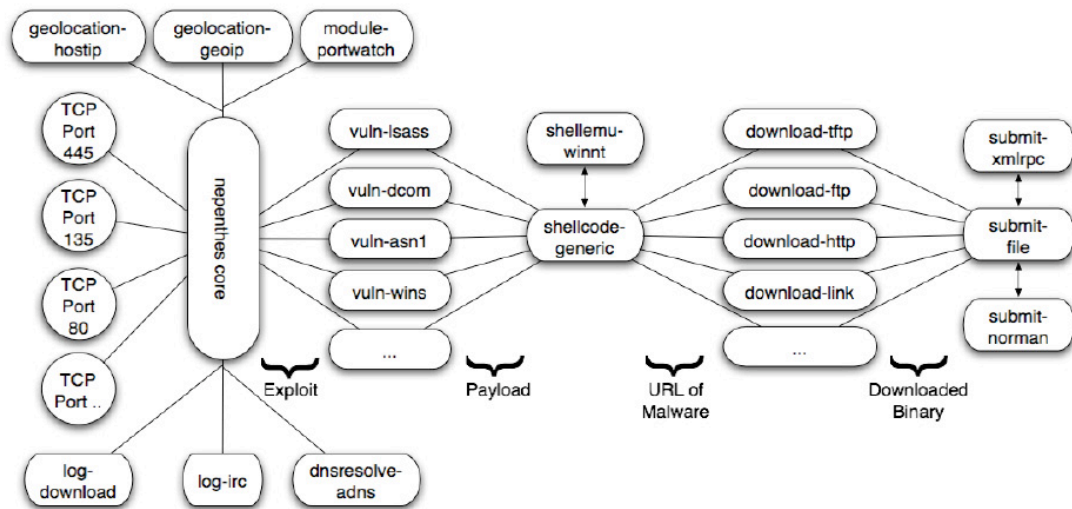 geolocation-
hostip
geolocation-
geoip
module-
portwatch
TCP
Port
445
TCP
Port
135
TCP
Port
80
TCP
Port ..
nepenthes core
vuln-lsass
vuln-dcom
vuln-asn1
vuln-wins
...
shellemu-
winnt
shellcode-
generic
download-tftp
download-ftp
download-http
download-link
...
submit-
xmlrpc
submit-
file
submit-
norman
Exploit
Payload
URL of
Malware
Downloaded
Binary
log-
download
log-irc
dnsresolve-
adns